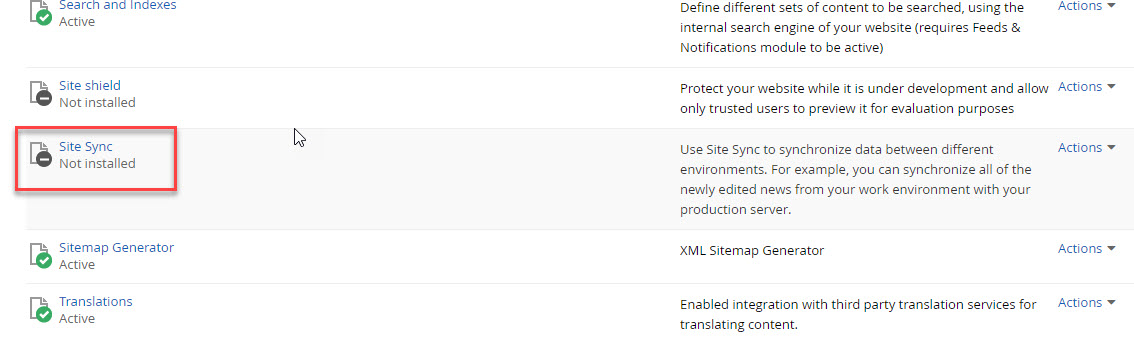 Search and Indexes
Active
Define different sets of content to be searched, using the
internal search engine of your website (requires Feeds &
Notifications module to be active)
Actions
Site shield
Not installed
Protect your website while it is under development and allow
only trusted users to preview it for evaluation purposes
Actions
Site Sync
Not installed
Use Site Sync to synchronize data between different
environments. For example, you can synchronize all of the
newly edited news from your work environment with your
production server.
Actions
Sitemap Generator
Active
XML Sitemap Generator
Actions
Translations
Active
Enabled integration with third party translation services for
translating content.
Actions